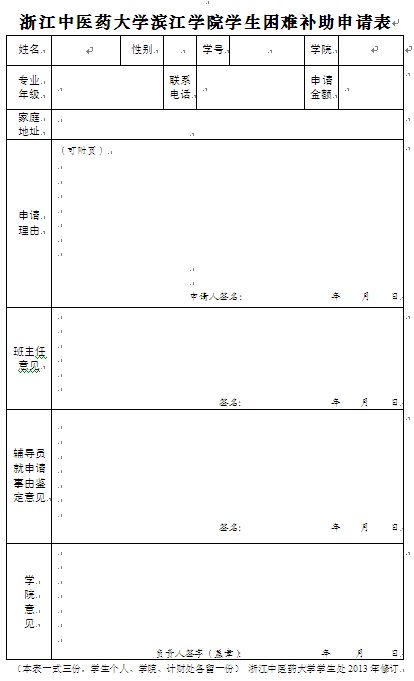 浙江中医药大学滨江学院学生困难补助申请表
姓名 性别 学号 学院
专业
年级
联系
电话
申请
金额
家庭
地址
（可附页）
申请
理由
申请人签名： 年 月 日
班主任
意见
签名： 年 月 日
辅导员
就申请
事由鉴
定意见
签名： 年 月 日
学
院
意
见
负责人签字（盖章）： 年 月 日
（本表一式三份，学生个人、学院、计财处各留一份） 浙江中医药大学学生处 2013 年修订